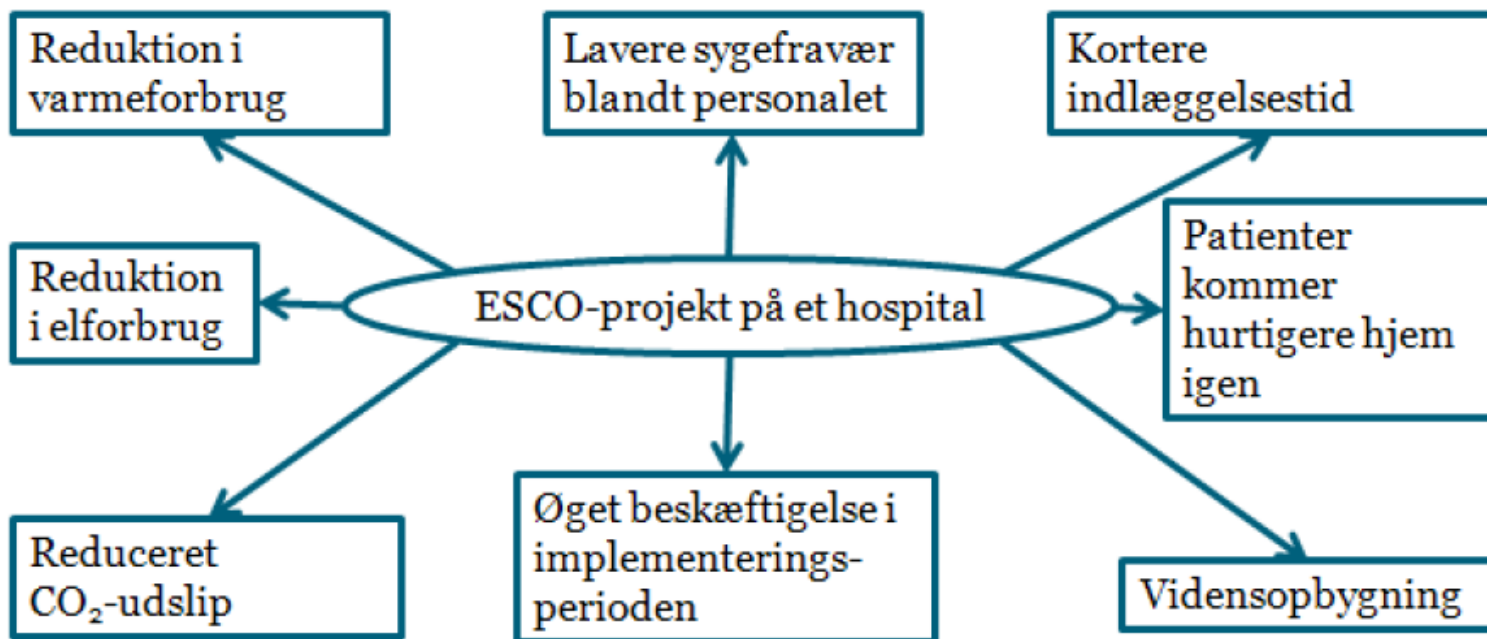 Reduktion i
varmeforbrug
Lavere sygefravær
blandt personalet
Kortere
indlæggelsestid
Reduktion
i elforbrug
ESCO-projekt på et hospital
Patienter
kommer
hurtigere hjem
igen
Reduceret
CO₂-udslip
Øget beskæftigelse i
implementerings-
perioden
Vidensopbygning